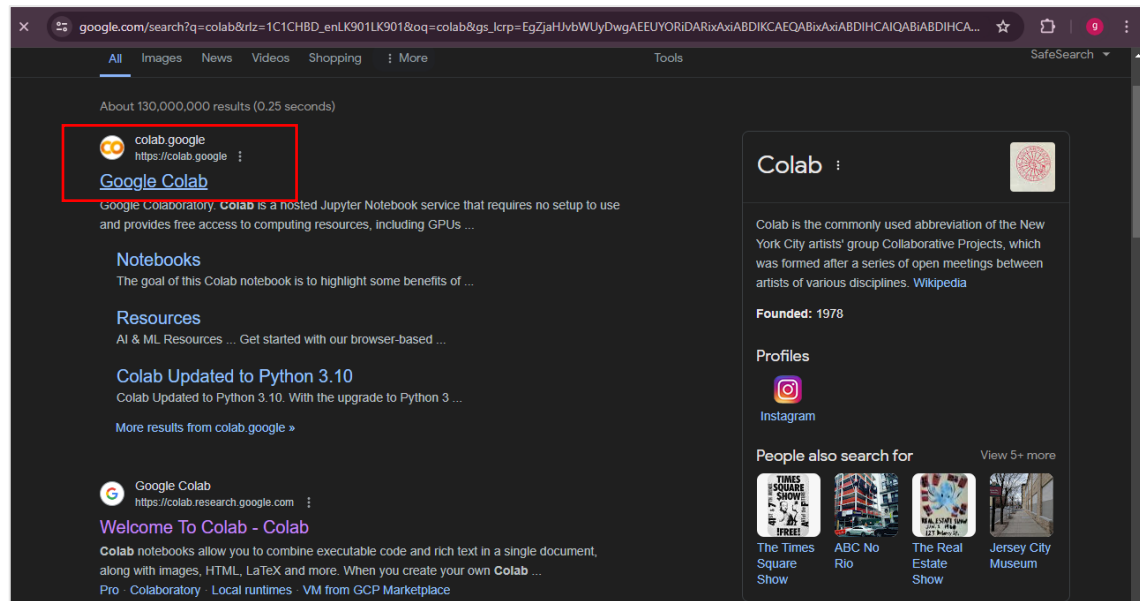 google.com/search?q=colab&rlz=1C1CHBD_enLK901LK901&oq=colab&gs_lcrp=EgZjaHJvbWUyDwgAEEUYORiDARixAxiABDIKCAEQABixAxiABDIHCAIQABiABDIHCA...
g
All Images News Videos Shopping More Tools SafeSearch
About 130,000,000 results (0.25 seconds)
colab.google
https://colab.google
Google Colab
Google Colaboratory. Colab is a hosted Jupyter Notebook service that requires no setup to use
and provides free access to computing resources, including GPUs ...
Notebooks
The goal of this Colab notebook is to highlight some benefits of ...
Resources
AI & ML Resources ... Get started with our browser-based ...
Colab Updated to Python 3.10
Colab Updated to Python 3.10. With the upgrade to Python 3 ...
More results from colab.google »
Google Colab
https://colab.research.google.com
Welcome To Colab - Colab
Colab notebooks allow you to combine executable code and rich text in a single document,
along with images, HTML, LaTeX and more. When you create your own Colab ...
Pro · Colaboratory · Local runtimes · VM from GCP Marketplace
Colab
Colab is the commonly used abbreviation of the New
York City artists' group Collaborative Projects, which
was formed after a series of open meetings between
artists of various disciplines. Wikipedia
Founded: 1978
Profiles
Instagram
People also search for View 5+ more
TIMES
SQUARE
SHOW
!FREE!
REAL ESTATE SHOW
The Times
Square
Show
ABC No
Rio
The Real
Estate
Show
Jersey City
Museum